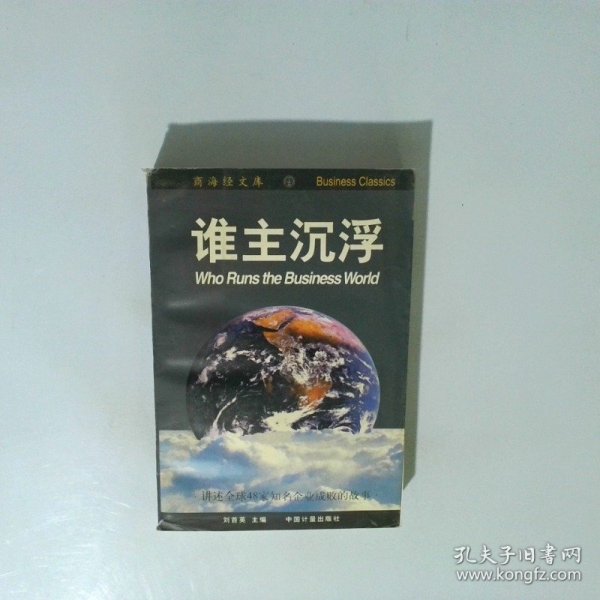 商海经文库 Business Classics
谁主沉浮
Who Runs the Business World
讲述全球48家知名企业成败的故事
刘首英 主编 中国计量出版社
孔夫子旧书网
www.kongfz.com